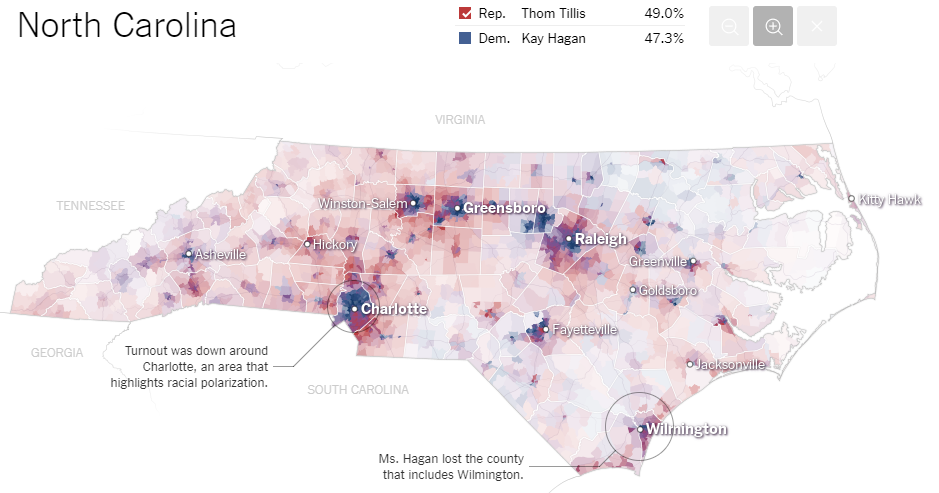 North Carolina
Rep. Thom Tillis 49.0%
Dem. Kay Hagan 47.3%
VIRGINIA
TENNESSEE
Winston-Salem
Greensboro
Kitty Hawk
Hickory
Raleigh
Asheville
Greenville
Goldsboro
Charlotte
Fayetteville
GEORGIA
Turnout was down around
Charlotte, an area that
highlights racial polarization.
Jacksonville
SOUTH CAROLINA
Wilmington
Ms. Hagan lost the county
that includes Wilmington.